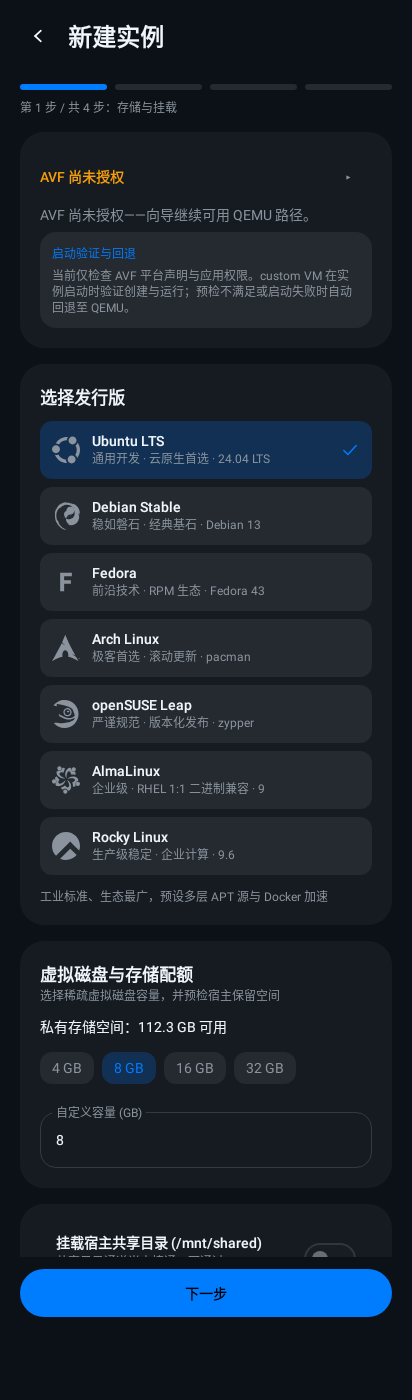 新建实例
第 1 步 / 共 4 步：存储与挂载
AVF 尚未授权
AVF 尚未授权——向导继续可用 QEMU 路径。
启动验证与回退
当前仅检查 AVF 平台声明与应用权限。custom VM 在实
例启动时验证创建与运行；预检不满足或启动失败时自动
回退至 QEMU。
选择发行版
Ubuntu LTS
通用开发 · 云原生首选 · 24.04 LTS
Debian Stable
稳如磐石 · 经典基石 · Debian 13
Fedora
前沿技术 · RPM 生态 · Fedora 43
Arch Linux
极客首选 · 滚动更新 · pacman
openSUSE Leap
严谨规范 · 版本化发布 · zypper
AlmaLinux
企业级 · RHEL 1:1 二进制兼容 · 9
Rocky Linux
生产级稳定 · 企业计算 · 9.6
工业标准、生态最广，预设多层 APT 源与 Docker 加速
虚拟磁盘与存储配额
选择稀疏虚拟磁盘容量，并预检宿主保留空间
私有存储空间：112.3 GB 可用
4 GB
8 GB
16 GB
32 GB
自定义容量 (GB)
8
挂载宿主共享目录 (/mnt/shared)
下一步